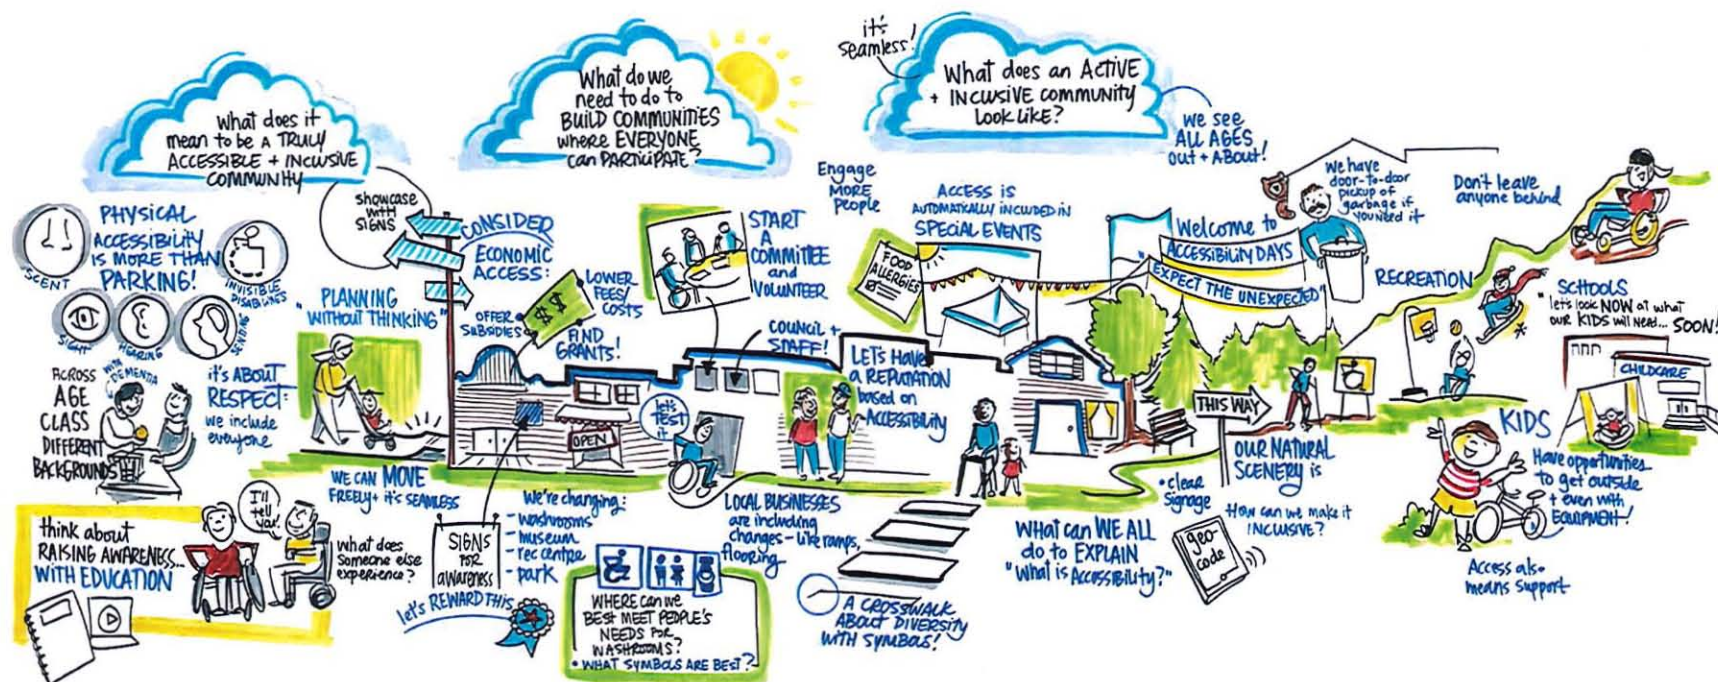 What does it
mean to be a TRULY
ACCESSIBLE + INCLUSIVE
COMMUNITY
What do we
need to do to
BUILD COMMUNITIES
where EVERYONE
can PARTICIPATE?
it's
seamless!
What does an ACTIVE
+ INCLUSIVE COMMUNITY
LOOK LIKE?
we see
ALL AGES
OUT + ABOUT!
SCENT
PHYSICAL
ACCESSIBILITY
IS MORE THAN
PARKING!
INVISIBLE
DISABILITIES
SIGHT
HEARING
SENDING
WITH
DEMENTIA
ACROSS
AGE
CLASS
DIFFERENT
BACKGROUNDS
it's ABOUT
RESPECT:
we include
everyone
think about
RAISING AWARENESS...
WITH EDUCATION
I'll
tell
you!
What does
Someone else
experience?
showcase
with
SIGNS
"PLANNING
WITHOUT THINKING"
CONSIDER
ECONOMIC
ACCESS:
OFFER
SUBSIDIES
$ $
LOWER
FEES/
COSTS
FIND
GRANTS!
WE CAN MOVE
FREELY + it's SEAMLESS
SIGNS
FOR
awareness
let's REWARD THIS
We're changing:
- washrooms
- museum
- rec centre
- park
OPEN
START
A
COMMITTEE
and
VOLUNTEER
COUNCIL +
STAFF!
let's
TEST
it
LOCAL BUSINESSES
are including
changes - like ramps,
flooring
WHERE can we
BEST MEET PEOPLE'S
NEEDS FOR
WASHROOMS?
• WHAT SYMBOLS ARE BEST?
Engage
MORE
people
FOOD
ALLERGIES
ACCESS IS
AUTOMATICALLY INCLUDED IN
SPECIAL EVENTS
LET'S HAVE
a REPUTATION
based on
ACCESSIBILITY
A CROSSWALK
ABOUT DIVERSITY
WITH SYMBOLS!
Welcome to
ACCESSIBILITY DAYS
"EXPECT THE UNEXPECTED"
we have
door-to-door
pickup of
garbage if
you need it
WHat can WE ALL
do to EXPLAIN
"What is ACCESSIBILITY?"
THIS WAY
• clear
Signage
geo-
code
OUR NATURAL
SCENERY is
How can we make it
INCLUSIVE?
RECREATION
Don't leave
anyone behind
SCHOOLS
"let's look NOW at what
our KIDS will need... SOON!
CHILDCARE
KIDS
Have opportunities
to get outside
+ even with
EQUIPMENT!
Access also
means support